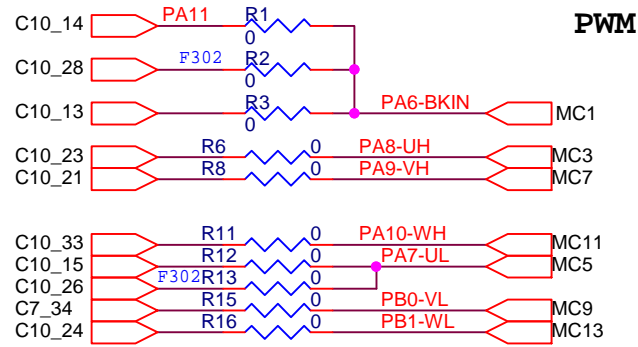 C10_14 PA11 R1 0 PWM
C10_28 F302 R2 0
C10_13 R3 0 PA6-BKIN MC1
C10_23 R6 0 PA8-UH MC3
C10_21 R8 0 PA9-VH MC7
C10_33 R11 0 PA10-WH MC11
C10_15 R12 0 PA7-UL MC5
C10_26 F302 R13 0
C7_34 R15 0 PB0-VL MC9
C10_24 R16 0 PB1-WL MC13